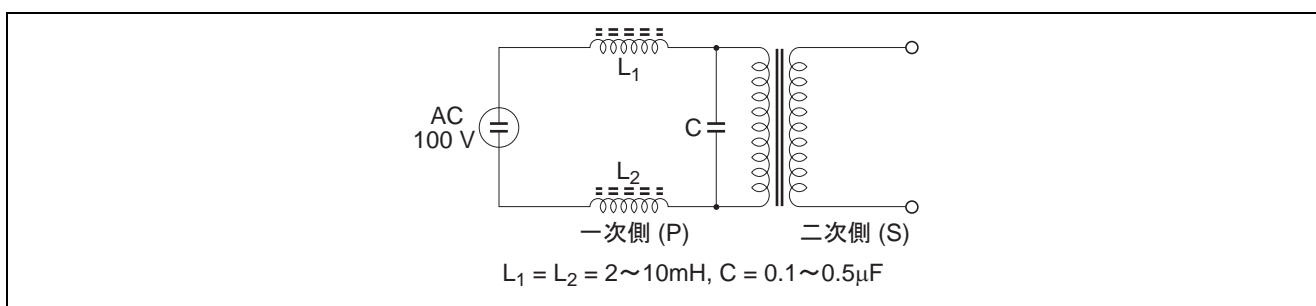 L1
AC
100 V
C
L2
一次側 (P)
二次側 (S)
L1 = L2 = 2～10mH, C = 0.1～0.5μF